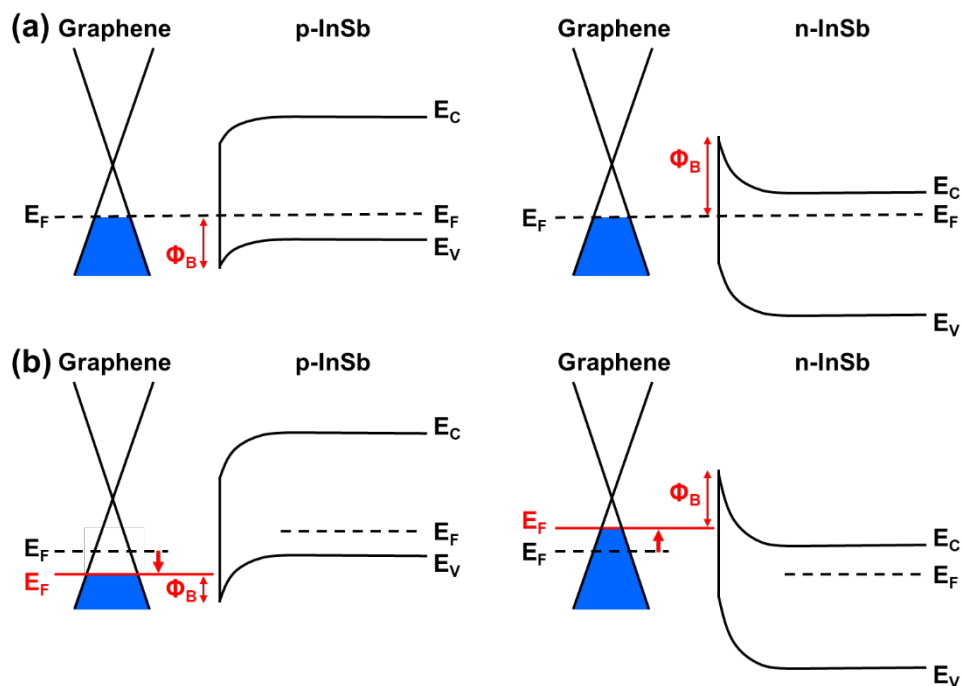 (a) Graphene p-InSb Graphene n-InSb
E_C
Φ_B
E_C
E_F E_F E_F E_F
E_V
Φ_B
E_V
(b) Graphene p-InSb Graphene n-InSb
E_C
Φ_B
E_F
E_F
E_F E_F E_C
E_V
E_F Φ_B E_F
E_V